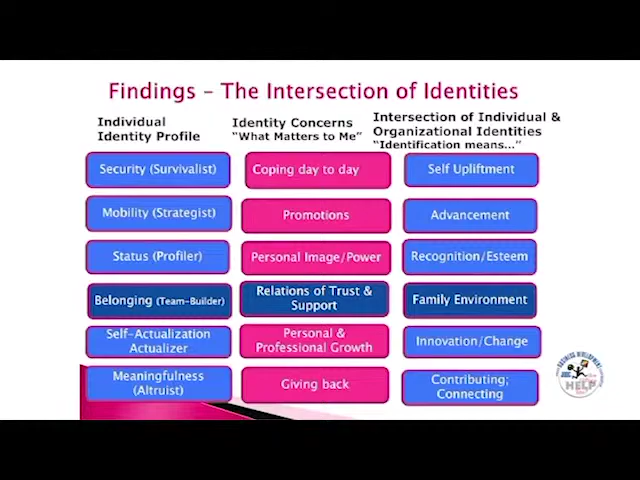 Findings – The Intersection of Identities
Individual
Identity Profile
Identity Concerns
“What Matters to Me”
Intersection of Individual &
Organizational Identities
“Identification means…”
Security (Survivalist)
Coping day to day
Self Upliftment
Mobility (Strategist)
Promotions
Advancement
Status (Profiler)
Personal Image/Power
Recognition/Esteem
Belonging (Team-Builder)
Relations of Trust &
Support
Family Environment
Self-Actualization
Actualizer
Personal &
Professional Growth
Innovation/Change
Meaningfulness
(Altruist)
Giving back
Contributing;
Connecting
BUSINESS DEVELOPMENT
HELP